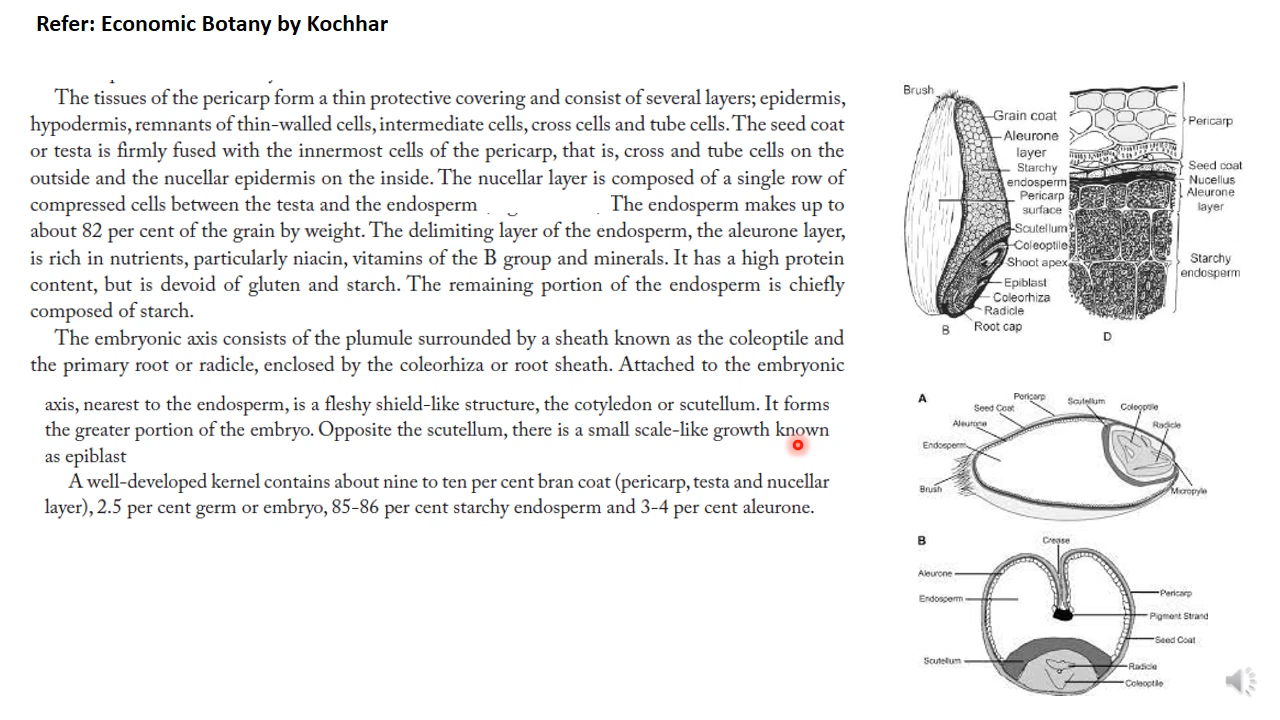 Refer: Economic Botany by Kochhar
The tissues of the pericarp form a thin protective covering and consist of several layers; epidermis,
hypodermis, remnants of thin-walled cells, intermediate cells, cross cells and tube cells. The seed coat
or testa is firmly fused with the innermost cells of the pericarp, that is, cross and tube cells on the
outside and the nucellar epidermis on the inside. The nucellar layer is composed of a single row of
compressed cells between the testa and the endosperm The endosperm makes up to
about 82 per cent of the grain by weight. The delimiting layer of the endosperm, the aleurone layer,
is rich in nutrients, particularly niacin, vitamins of the B group and minerals. It has a high protein
content, but is devoid of gluten and starch. The remaining portion of the endosperm is chiefly
composed of starch.
The embryonic axis consists of the plumule surrounded by a sheath known as the coleoptile and
the primary root or radicle, enclosed by the coleorhiza or root sheath. Attached to the embryonic
axis, nearest to the endosperm, is a fleshy shield-like structure, the cotyledon or scutellum. It forms
the greater portion of the embryo. Opposite the scutellum, there is a small scale-like growth known
as epiblast
A well-developed kernel contains about nine to ten per cent bran coat (pericarp, testa and nucellar
layer), 2.5 per cent germ or embryo, 85-86 per cent starchy endosperm and 3-4 per cent aleurone.
Brush
Grain coat
Aleurone
layer
Starchy
endosperm
Pericarp
surface
Scutellum
Coleoptile
Shoot apex
Epiblast
Coleorhiza
Radicle
Root cap
B
Pericarp
Seed coat
Nucellus
Aleurone
layer
Starchy
endosperm
D
A
Pericarp
Seed Coat
Aleurone
Endosperm
Brush
Scutellum
Coleoptile
Radicle
Micropyle
B
Crease
Aleurone
Endosperm
Scutellum
Pericarp
Pigment Strand
Seed Coat
Radicle
Coleoptile